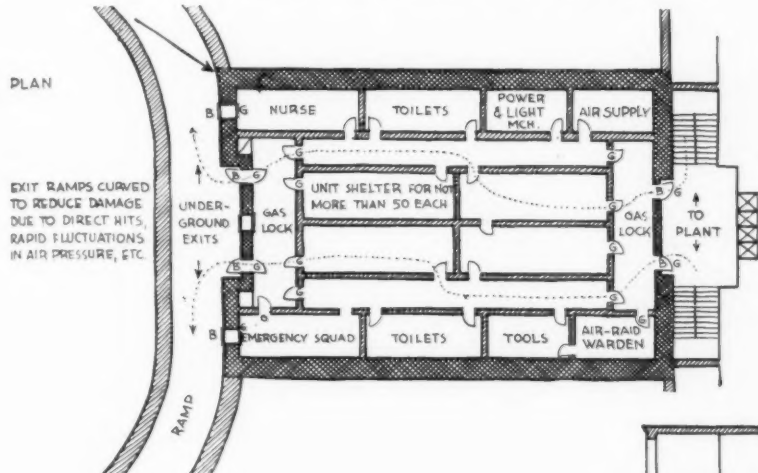 PLAN
EXIT RAMPS CURVED
TO REDUCE DAMAGE
DUE TO DIRECT HITS,
RAPID FLUCTUATIONS
IN AIR PRESSURE, ETC.
B
G
NURSE
TOILETS
POWER
& LIGHT
MCH.
AIR SUPPLY
G
G
B
G
UNIT SHELTER FOR NOT
MORE THAN 50 EACH
G
B
G
UNDER-
GROUND
EXITS
GAS
LOCK
GAS
LOCK
TO
PLANT
B
G
G
G
B
G
G
B
G
B
EMERGENCY SQUAD
TOILETS
TOOLS
AIR-RAID
WARDEN
G
RAMP